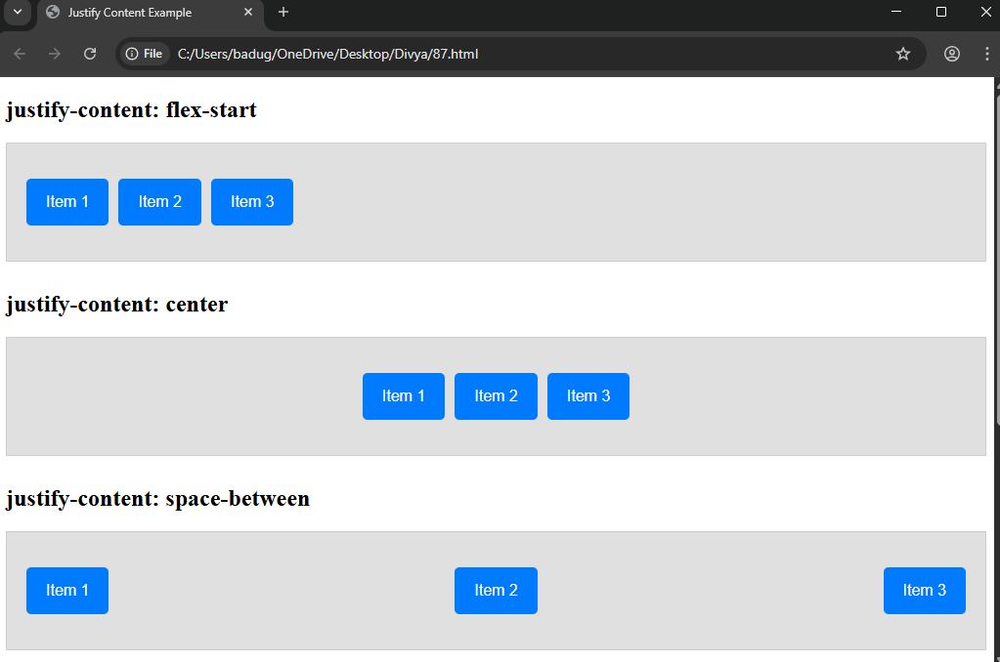 Justify Content Example
File C:/Users/badug/OneDrive/Desktop/Divya/87.html
justify-content: flex-start
Item 1 Item 2 Item 3
justify-content: center
Item 1 Item 2 Item 3
justify-content: space-between
Item 1 Item 2 Item 3